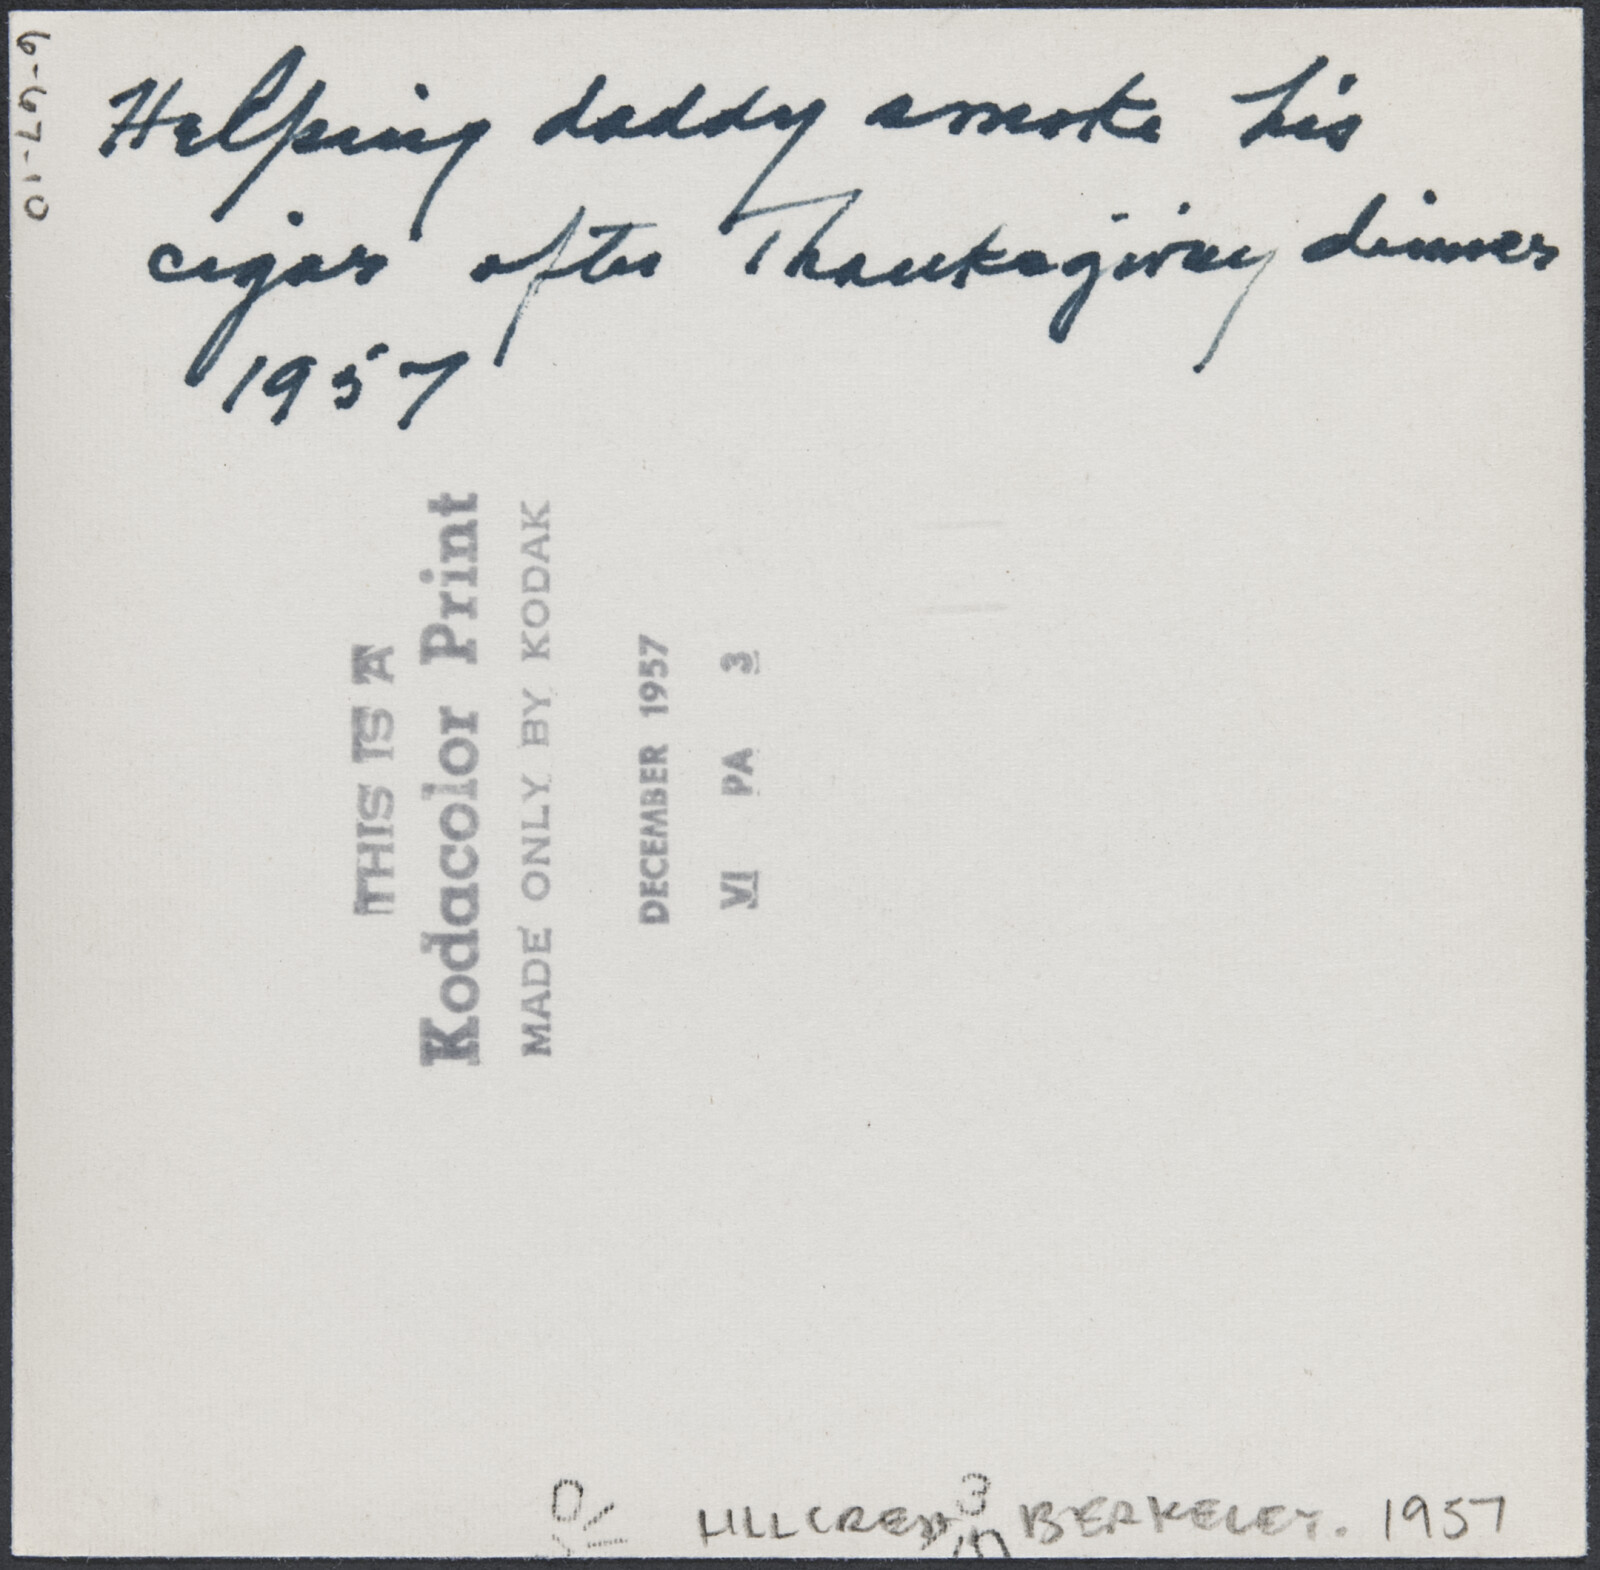 6-67-10
Helping daddy smoke his
cigar after Thanksgiving dinner
1957
THIS IS A
Kodacolor Print
MADE ONLY BY KODAK
DECEMBER 1957
VI PA 3
HILLCREST BERKELEY. 1957